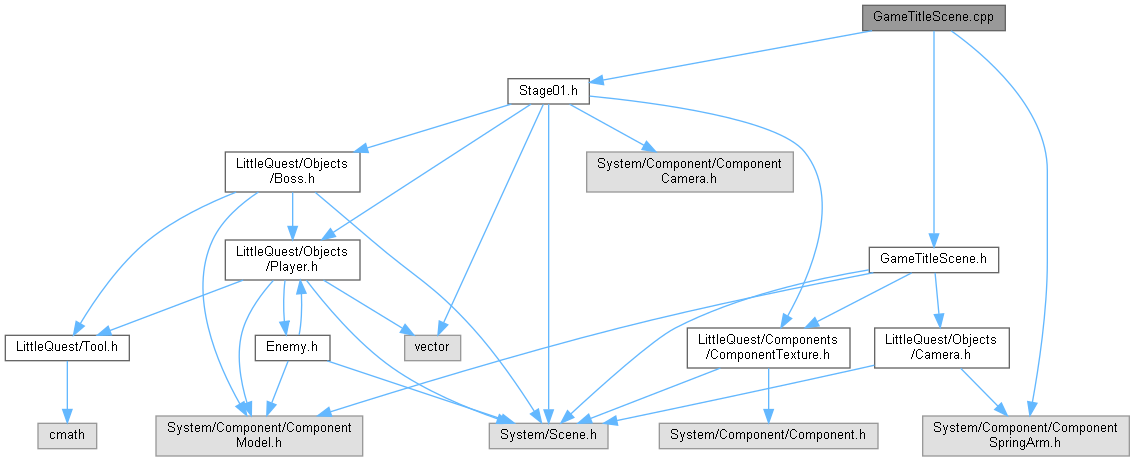 GameTitleScene.cpp
Stage01.h
LittleQuest/Objects
/Boss.h
System/Component/Component
Camera.h
LittleQuest/Objects
/Player.h
GameTitleScene.h
LittleQuest/Tool.h
Enemy.h
vector
LittleQuest/Components
/ComponentTexture.h
LittleQuest/Objects
/Camera.h
cmath
System/Component/Component
Model.h
System/Scene.h
System/Component/Component.h
System/Component/Component
SpringArm.h